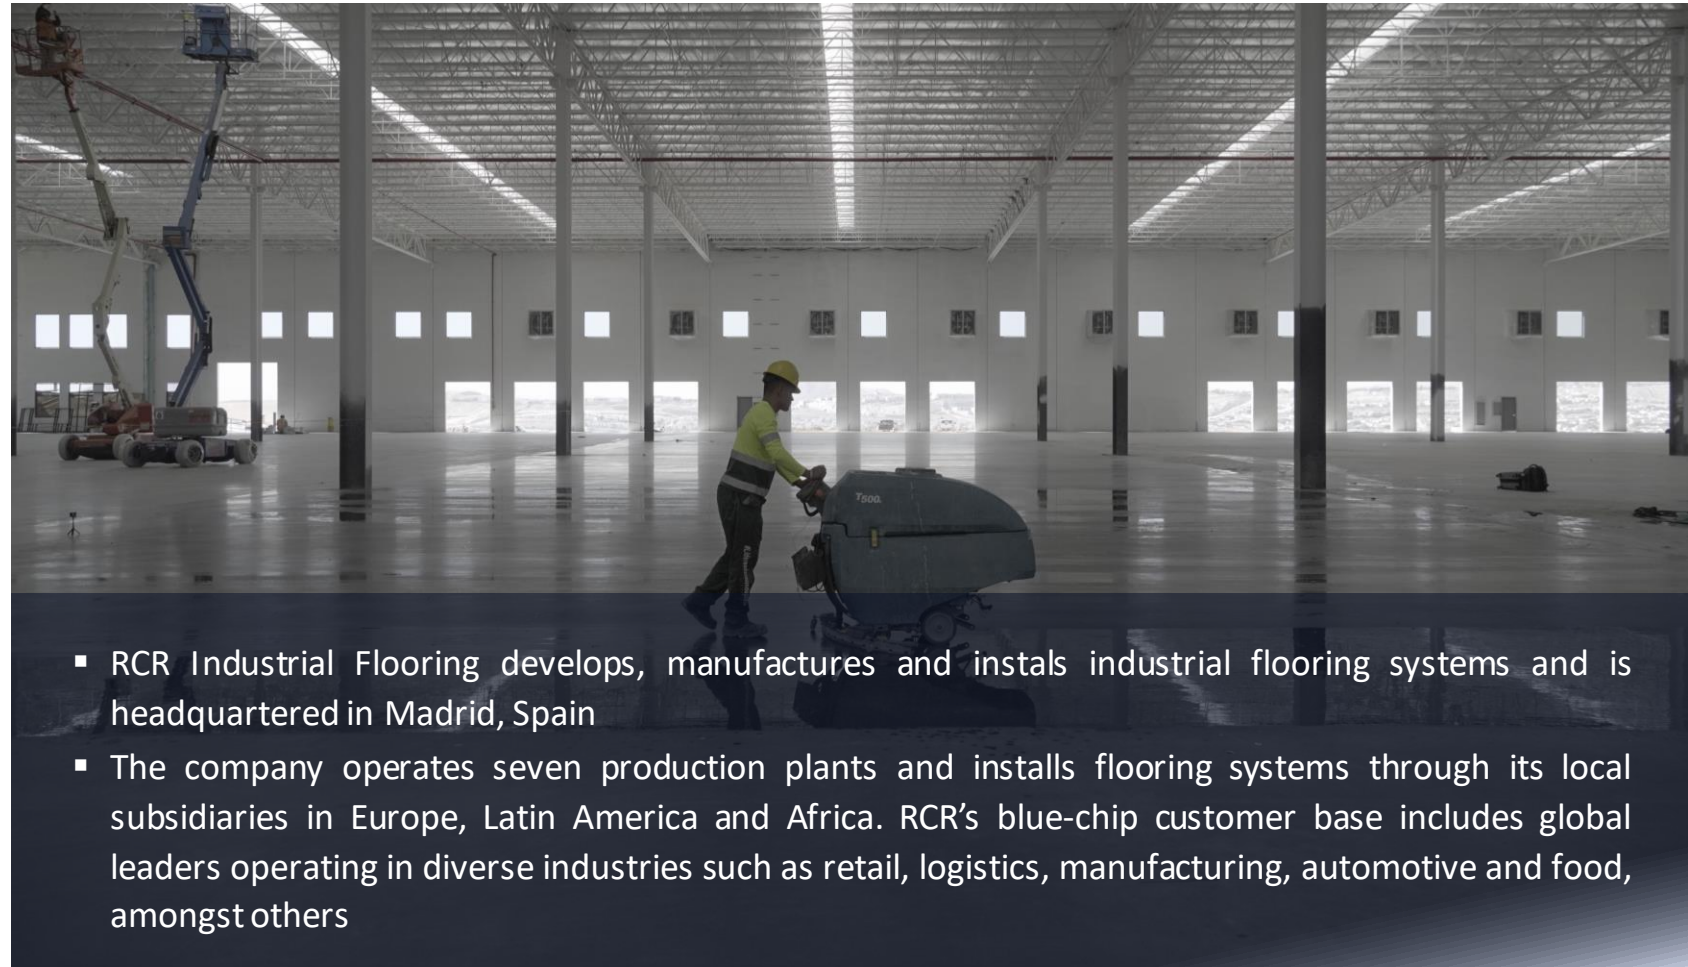 T500.
▪ RCR Industrial Flooring develops, manufactures and instals industrial flooring systems and is
headquartered in Madrid, Spain
▪ The company operates seven production plants and installs flooring systems through its local
subsidiaries in Europe, Latin America and Africa. RCR’s blue-chip customer base includes global
leaders operating in diverse industries such as retail, logistics, manufacturing, automotive and food,
amongst others